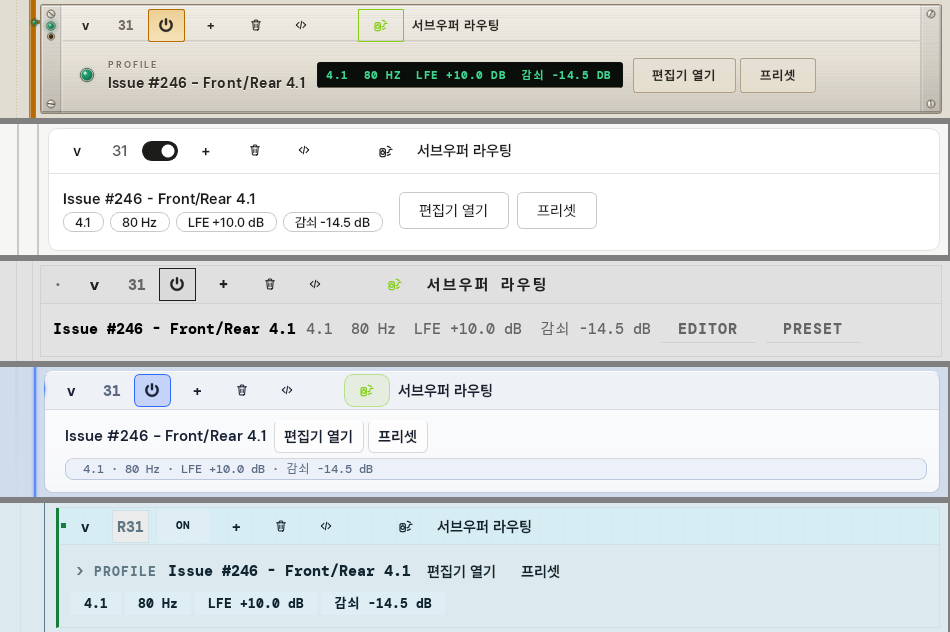 v 31 + </> 서브우퍼 라우팅
PROFILE
Issue #246 - Front/Rear 4.1 4.1 80 HZ LFE +10.0 DB 감쇠 -14.5 DB 편집기 열기 프리셋
v 31 + </> 서브우퍼 라우팅
Issue #246 - Front/Rear 4.1
4.1 80 Hz LFE +10.0 dB 감쇠 -14.5 dB 편집기 열기 프리셋
v 31 + </> 서브우퍼 라우팅
Issue #246 - Front/Rear 4.1 4.1 80 Hz LFE +10.0 dB 감쇠 -14.5 dB EDITOR PRESET
v 31 + </> 서브우퍼 라우팅
Issue #246 - Front/Rear 4.1 편집기 열기 프리셋
4.1 · 80 Hz · LFE +10.0 dB · 감쇠 -14.5 dB
v R31 ON + </> 서브우퍼 라우팅
› PROFILE Issue #246 - Front/Rear 4.1 편집기 열기 프리셋
4.1 80 Hz LFE +10.0 dB 감쇠 -14.5 dB